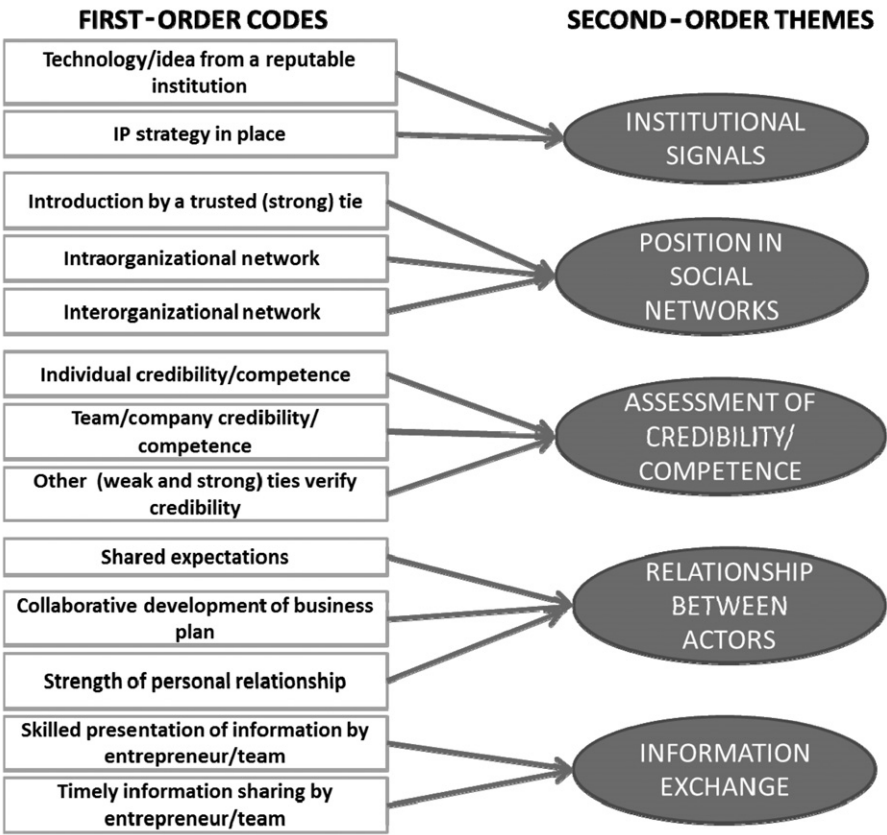 FIRST-ORDER CODES
SECOND-ORDER THEMES
Technology/idea from a reputable
institution
IP strategy in place
INSTITUTIONAL
SIGNALS
Introduction by a trusted (strong) tie
Intraorganizational network
Interorganizational network
POSITION IN
SOCIAL
NETWORKS
Individual credibility/competence
Team/company credibility/
competence
Other (weak and strong) ties verify
credibility
ASSESSMENT OF
CREDIBILITY/
COMPETENCE
Shared expectations
Collaborative development of business
plan
Strength of personal relationship
RELATIONSHIP
BETWEEN
ACTORS
Skilled presentation of information by
entrepreneur/team
Timely information sharing by
entrepreneur/team
INFORMATION
EXCHANGE